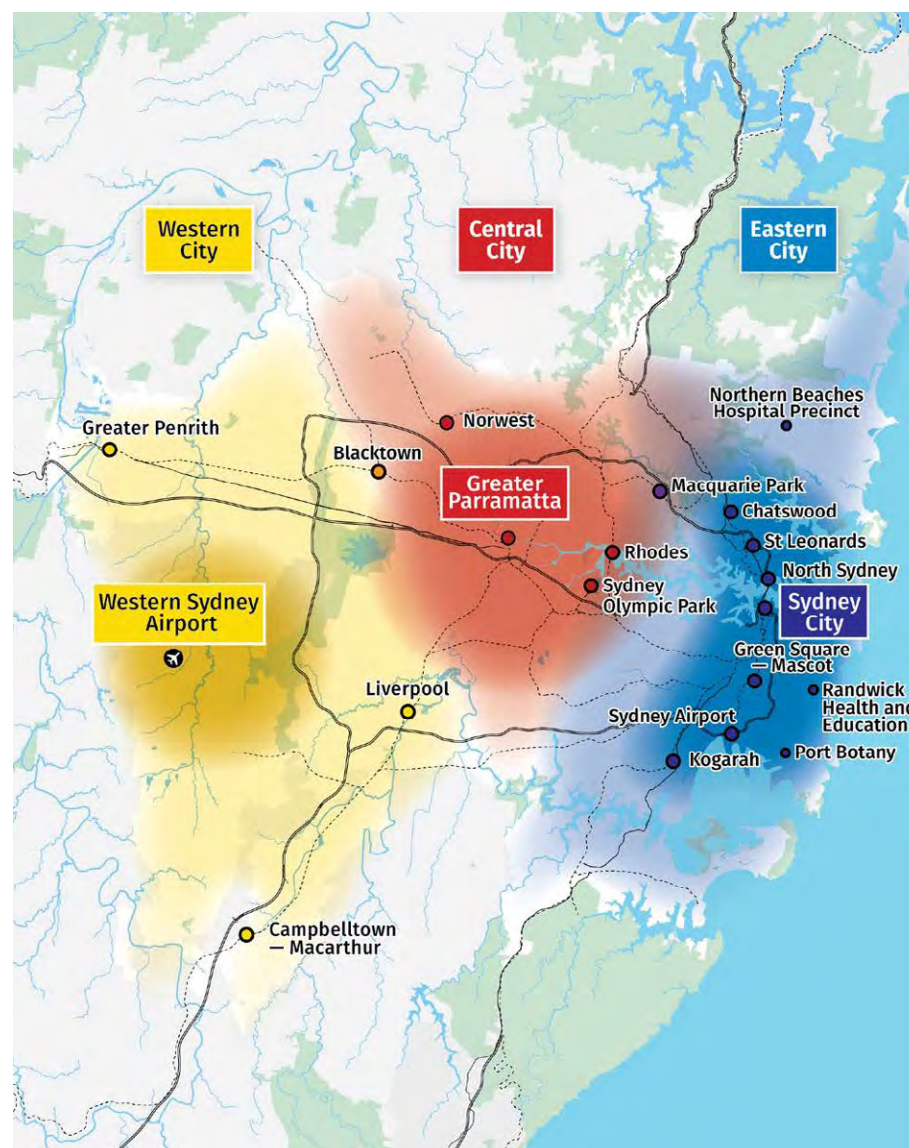 Western
City
Central
City
Eastern
City
Northern Beaches
Hospital Precinct
Norwest
Greater Penrith
Blacktown
Greater
Parramatta
Macquarie Park
Chatswood
St Leonards
Rhodes
North Sydney
Sydney
Olympic Park
Western Sydney
Airport
Sydney
City
Green Square
— Mascot
Liverpool
Randwick
Health and
Education
Sydney Airport
Port Botany
Kogarah
Campbelltown
— Macarthur